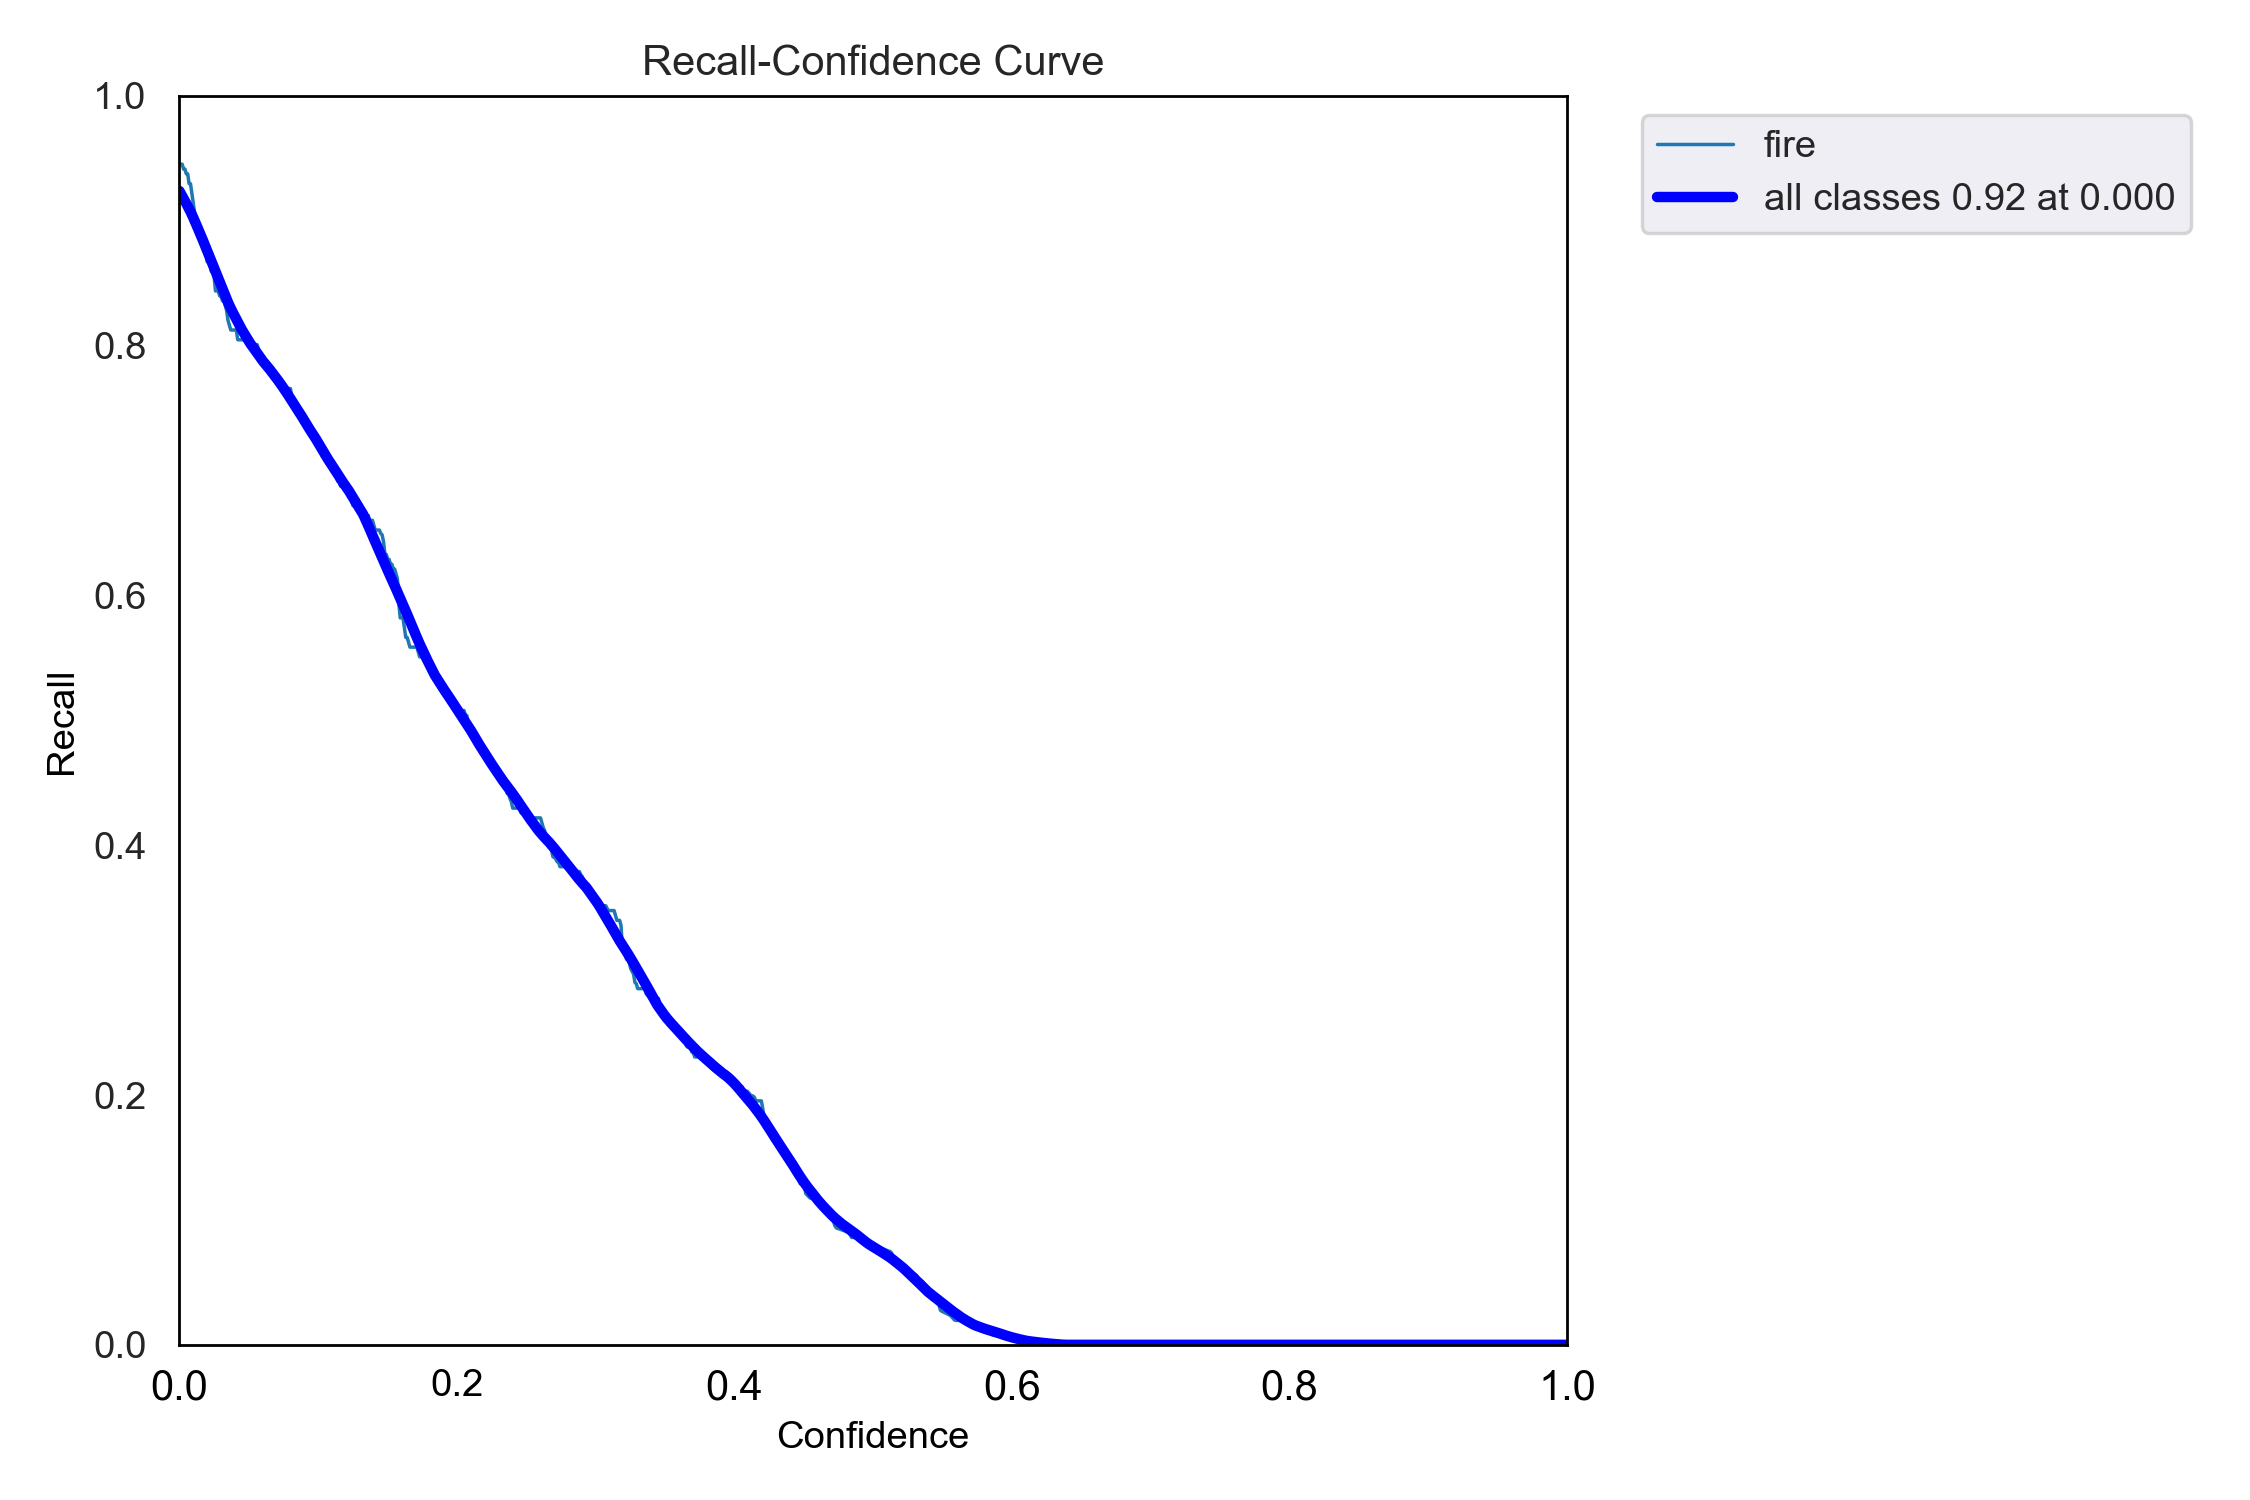 Recall-Confidence Curve
1.0
0.8
0.6
0.4
0.2
0.0
Recall
0.0 0.2 0.4 0.6 0.8 1.0
Confidence
fire
all classes 0.92 at 0.000